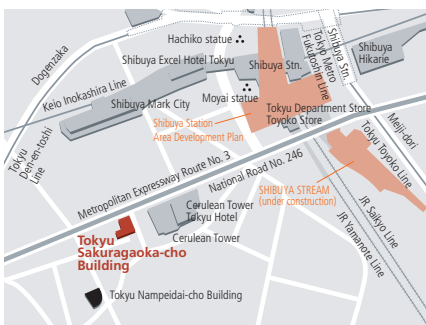 Hachiko statue
Shibuya Stn.
Dogenzaka
Shibuya Excel Hotel Tokyu
Shibuya Stn.
Tokyo Metro
Fukutoshin Line
Shibuya
Hikarie
Keio Inokashira Line
Moyai statue
Shibuya Mark City
Tokyu Department Store
Toyoko Store
Shibuya Station
Area Development Plan
Meiji-dori
Tokyu
Den-en-toshi
Line
Tokyu Toyoko Line
Metropolitan Expressway Route No. 3
National Road No. 246
SHIBUYA STREAM
(under construction)
Cerulean Tower
Tokyu Hotel
Cerulean Tower
JR Saikyo Line
JR Yamanote Line
Tokyu
Sakuragaoka-cho
Building
Tokyu Nampeidai-cho Building